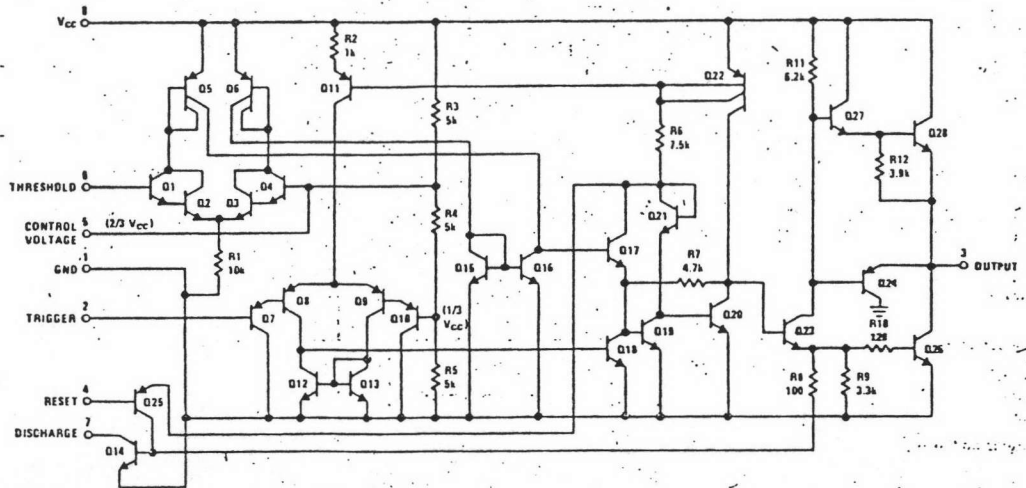 8
VCC
R2
1k
R11
6.2k
Q5
Q6
Q11
Q22
R3
5k
Q27
Q28
R6
7.5k
R12
3.9k
THRESHOLD
6
Q1
Q2
Q3
Q4
CONTROL
VOLTAGE
5
(2/3 VCC)
R4
5k
Q21
R1
10k
Q15
Q16
Q17
R7
4.7k
GND
1
3
OUTPUT
Q24
TRIGGER
2
Q7
Q8
Q9
Q10
(1/3
VCC)
Q18
Q19
Q20
Q23
R10
Q26
R5
5k
R8
100
R9
3.3k
Q12
Q13
RESET
4
Q25
DISCHARGE
7
Q14